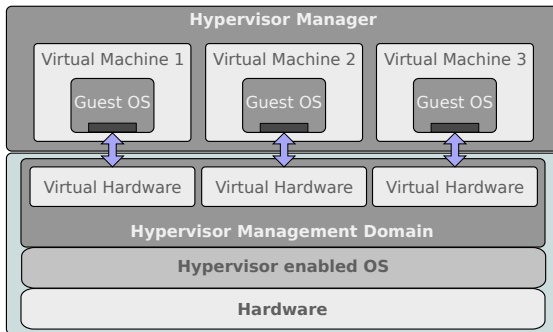 Hypervisor Manager
Virtual Machine 1
Virtual Machine 2
Virtual Machine 3
Guest OS
Guest OS
Guest OS
Virtual Hardware
Virtual Hardware
Virtual Hardware
Hypervisor Management Domain
Hypervisor enabled OS
Hardware